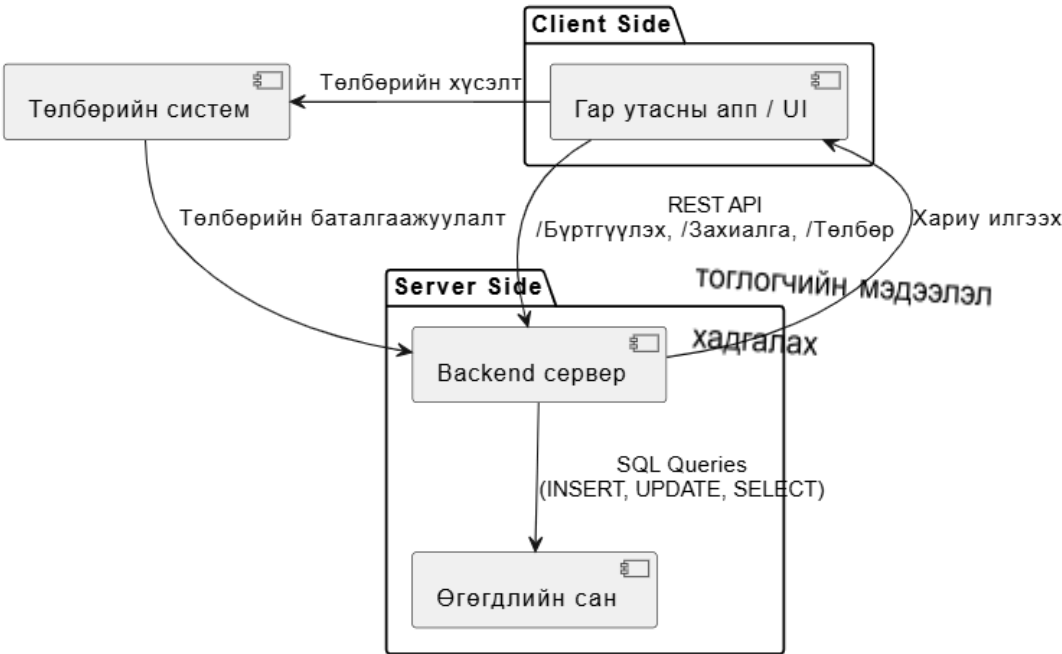 Client Side
Төлбөрийн систем
Төлбөрийн хүсэлт
Гар утасны апп / UI
Төлбөрийн баталгаажуулалт
REST API
/Бүртгүүлэх, /Захиалга, /Төлбөр
Хариу илгээх
тоглогчийн мэдээлэл
хадгалах
Server Side
Backend сервер
SQL Queries
(INSERT, UPDATE, SELECT)
Өгөгдлийн сан